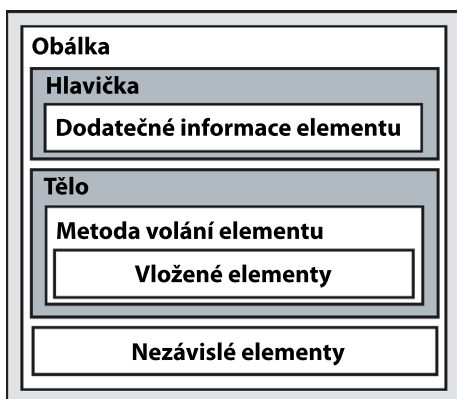 Obálka
Hlavička
Dodatečné informace elementu
Tělo
Metoda volání elementu
Vložené elementy
Nezávislé elementy